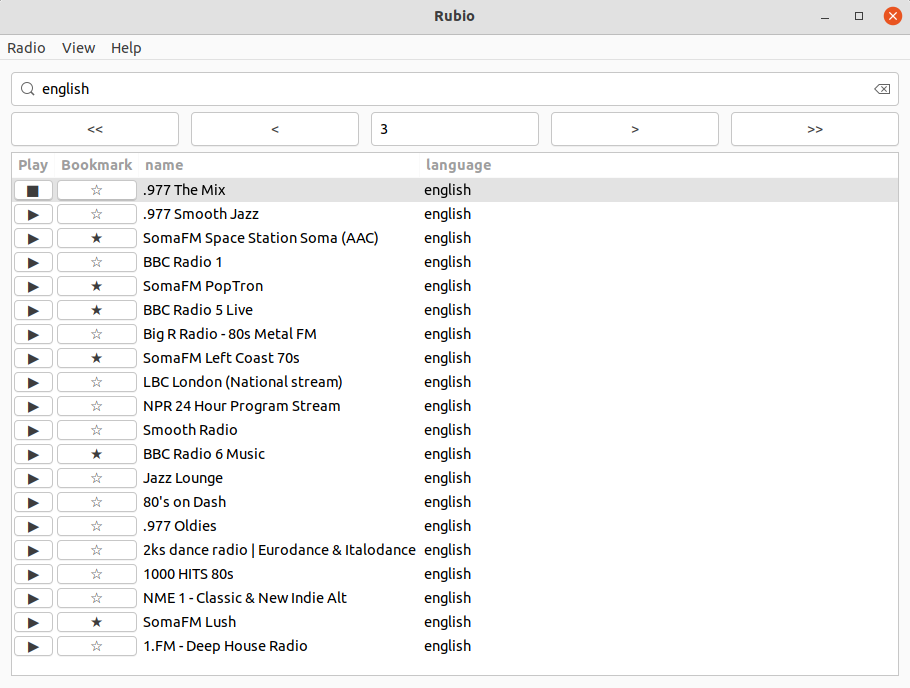 Rubio
Radio View Help
english
<< < 3 > >>
Play Bookmark name language
■ ☆ .977 The Mix english
▶ ☆ .977 Smooth Jazz english
▶ ★ SomaFM Space Station Soma (AAC) english
▶ ☆ BBC Radio 1 english
▶ ★ SomaFM PopTron english
▶ ★ BBC Radio 5 Live english
▶ ☆ Big R Radio - 80s Metal FM english
▶ ★ SomaFM Left Coast 70s english
▶ ☆ LBC London (National stream) english
▶ ☆ NPR 24 Hour Program Stream english
▶ ☆ Smooth Radio english
▶ ★ BBC Radio 6 Music english
▶ ☆ Jazz Lounge english
▶ ☆ 80's on Dash english
▶ ☆ .977 Oldies english
▶ ☆ 2ks dance radio | Eurodance & Italodance english
▶ ☆ 1000 HITS 80s english
▶ ☆ NME 1 - Classic & New Indie Alt english
▶ ★ SomaFM Lush english
▶ ☆ 1.FM - Deep House Radio english